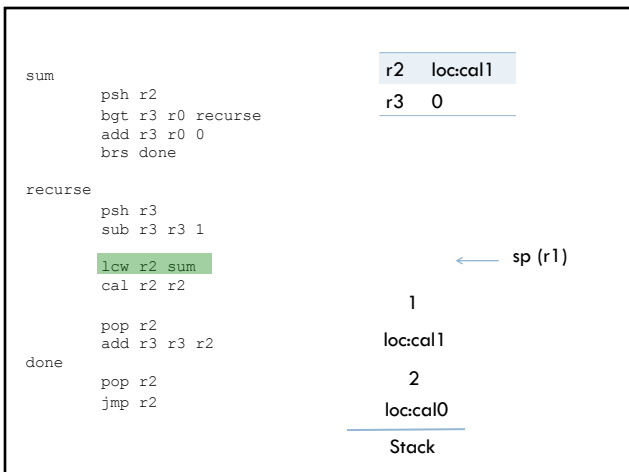 sum
psh r2
bgt r3 r0 recurse
add r3 r0 0
brs done
recurse
psh r3
sub r3 r3 1
lcw r2 sum
cal r2 r2
pop r2
add r3 r3 r2
done
pop r2
jmp r2
r2 loc:cal1
r3 0
sp (r1)
1
loc:cal1
2
loc:cal0
Stack